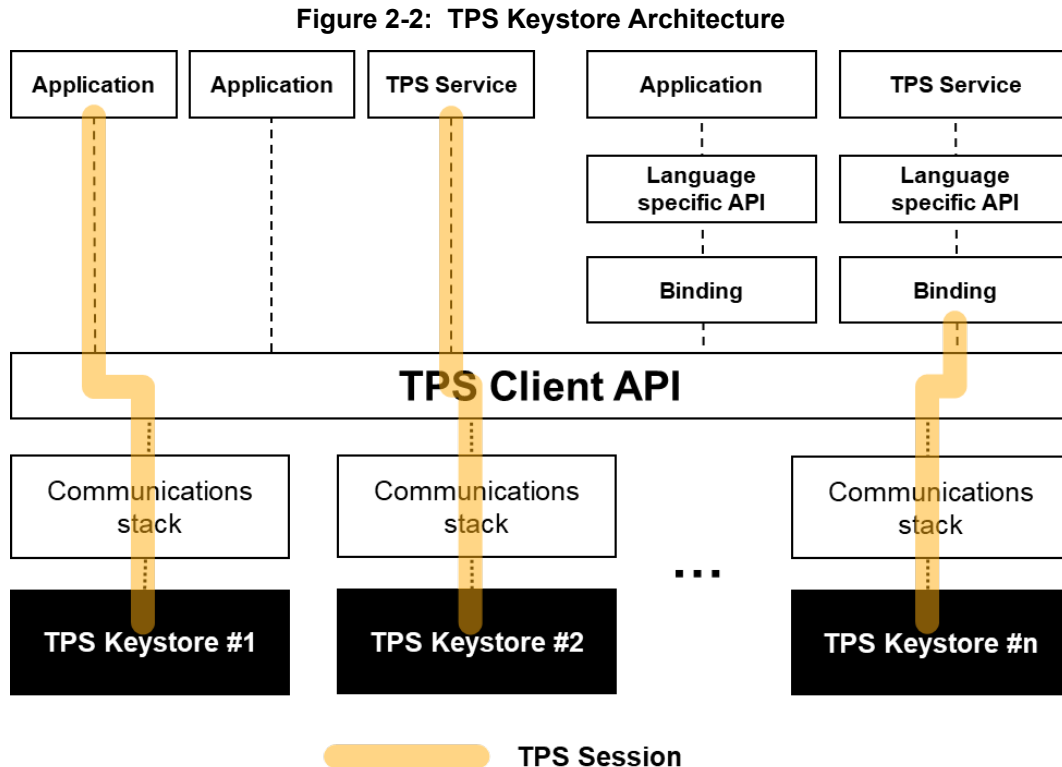 Figure 2-2: TPS Keystore Architecture
Application
Application
TPS Service
Application
TPS Service
Language
specific API
Language
specific API
Binding
Binding
TPS Client API
Communications
stack
Communications
stack
Communications
stack
...
TPS Keystore #1
TPS Keystore #2
TPS Keystore #n
TPS Session